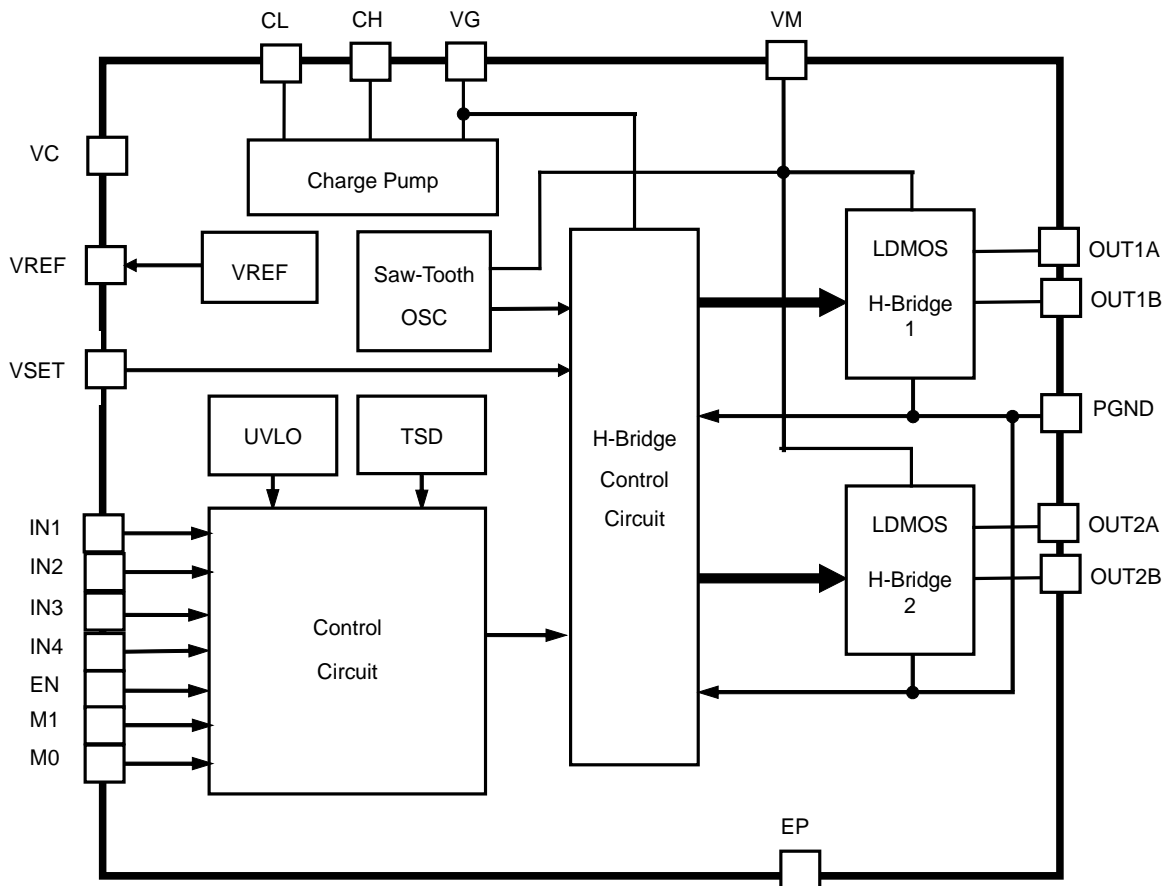 CL
CH
VG
VM
VC
Charge Pump
VREF
VREF
Saw-Tooth
OSC
LDMOS
H-Bridge
1
OUT1A
OUT1B
VSET
PGND
UVLO
TSD
H-Bridge
Control
Circuit
LDMOS
H-Bridge
2
OUT2A
OUT2B
IN1
IN2
IN3
IN4
EN
M1
M0
Control
Circuit
EP